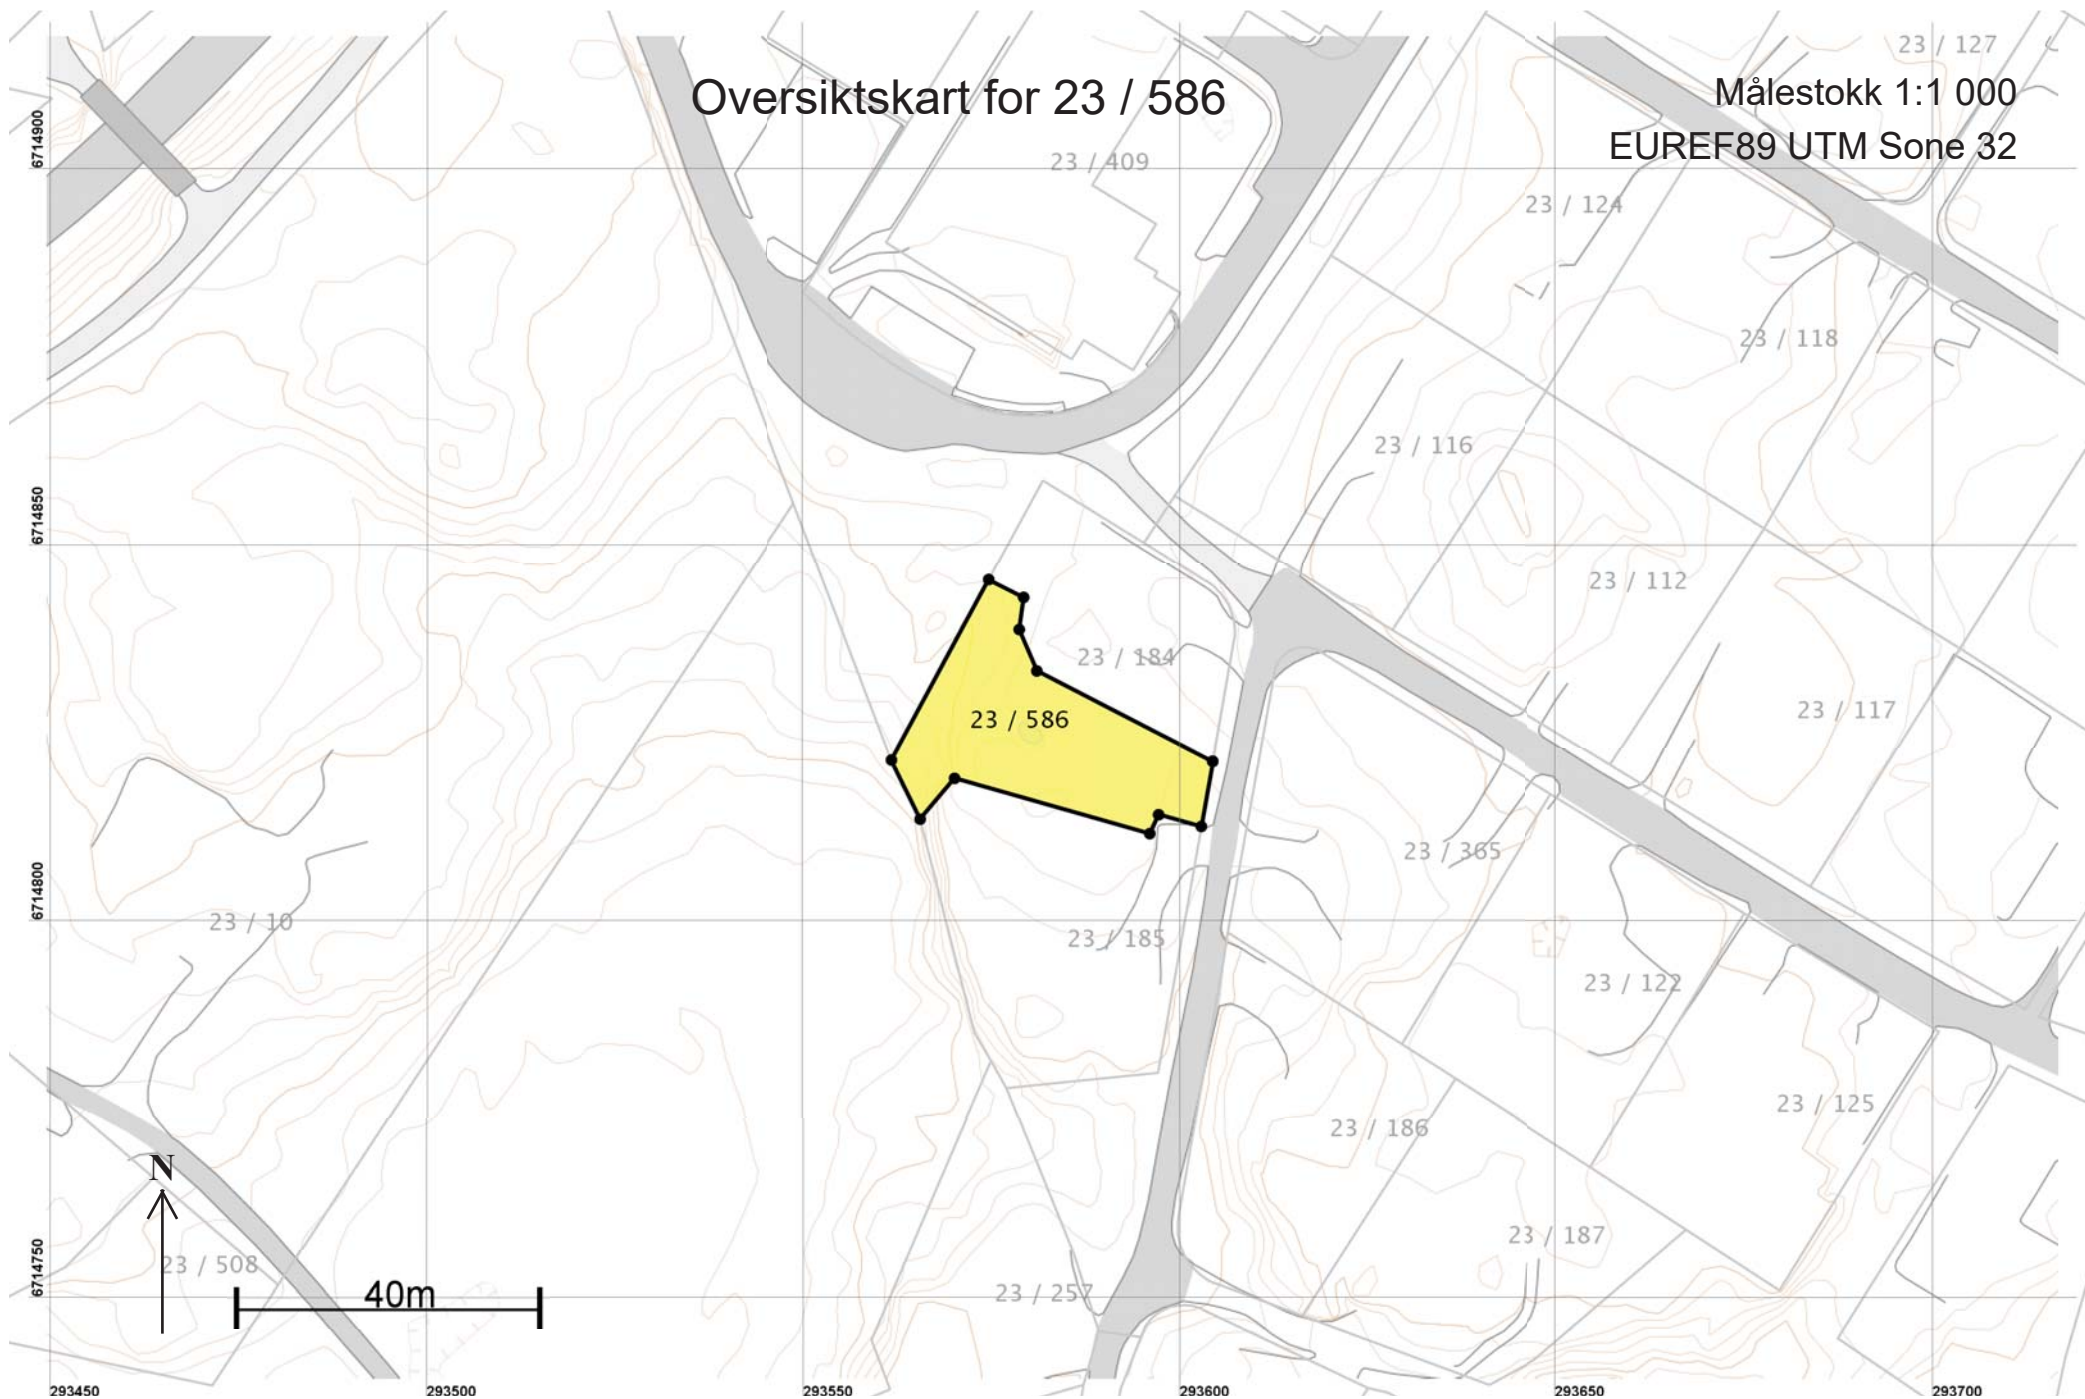 23 / 127
Oversiktskart for 23 / 586
Målestokk 1:1 000
EUREF89 UTM Sone 32
6714900
23 / 409
23 / 124
23 / 118
23 / 116
6714850
23 / 112
23 / 184
23 / 586
23 / 117
23 / 365
6714800
23 / 10
23 / 185
23 / 122
23 / 125
23 / 186
N
23 / 187
6714750
23 / 508
40m
23 / 257
293450
293500
293550
293600
293650
293700